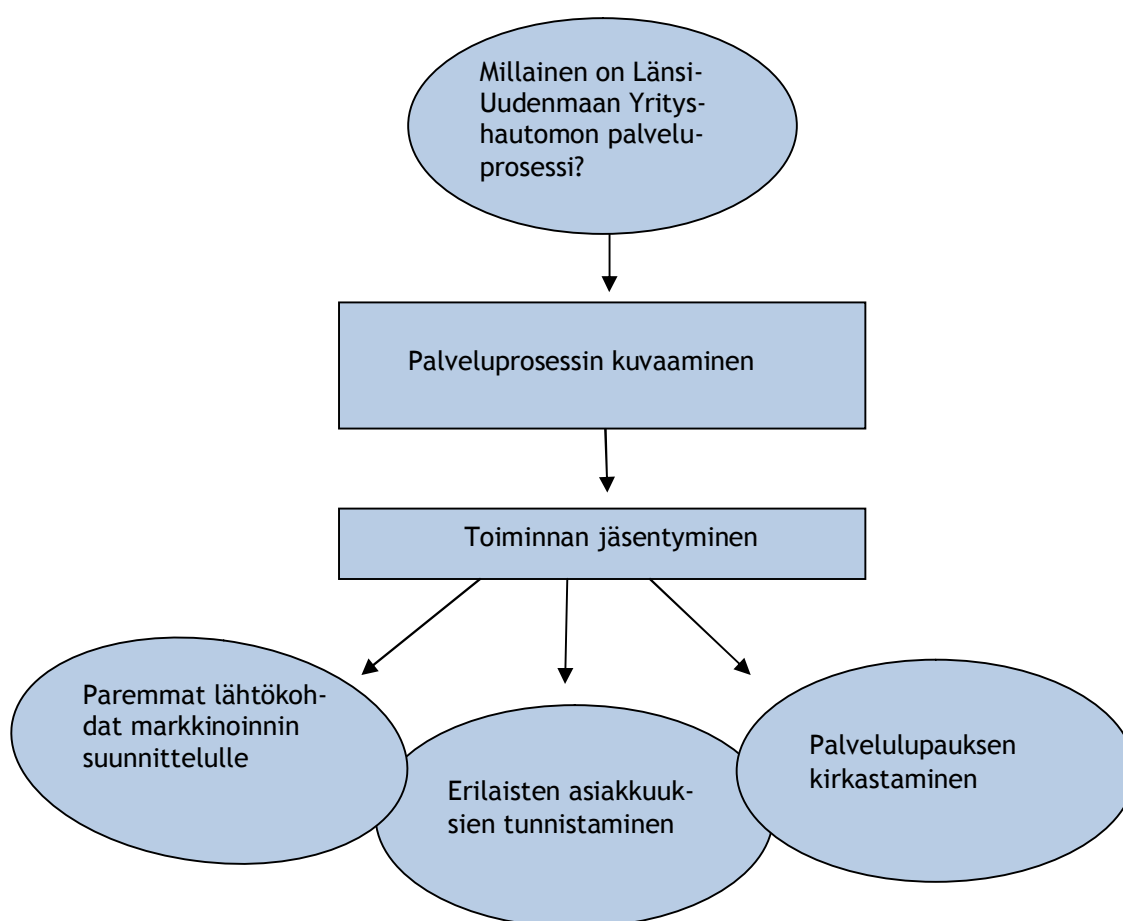 Millainen on Länsi-
Uudenmaan Yritys-
hautomon palvelu-
prosessi?
Palveluprosessin kuvaaminen
Toiminnan jäsentyminen
Paremmat lähtökoh-
dat markkinoinnin
suunnittelulle
Erilaisten asiakkuuk-
sien tunnistaminen
Palvelulupauksen
kirkastaminen